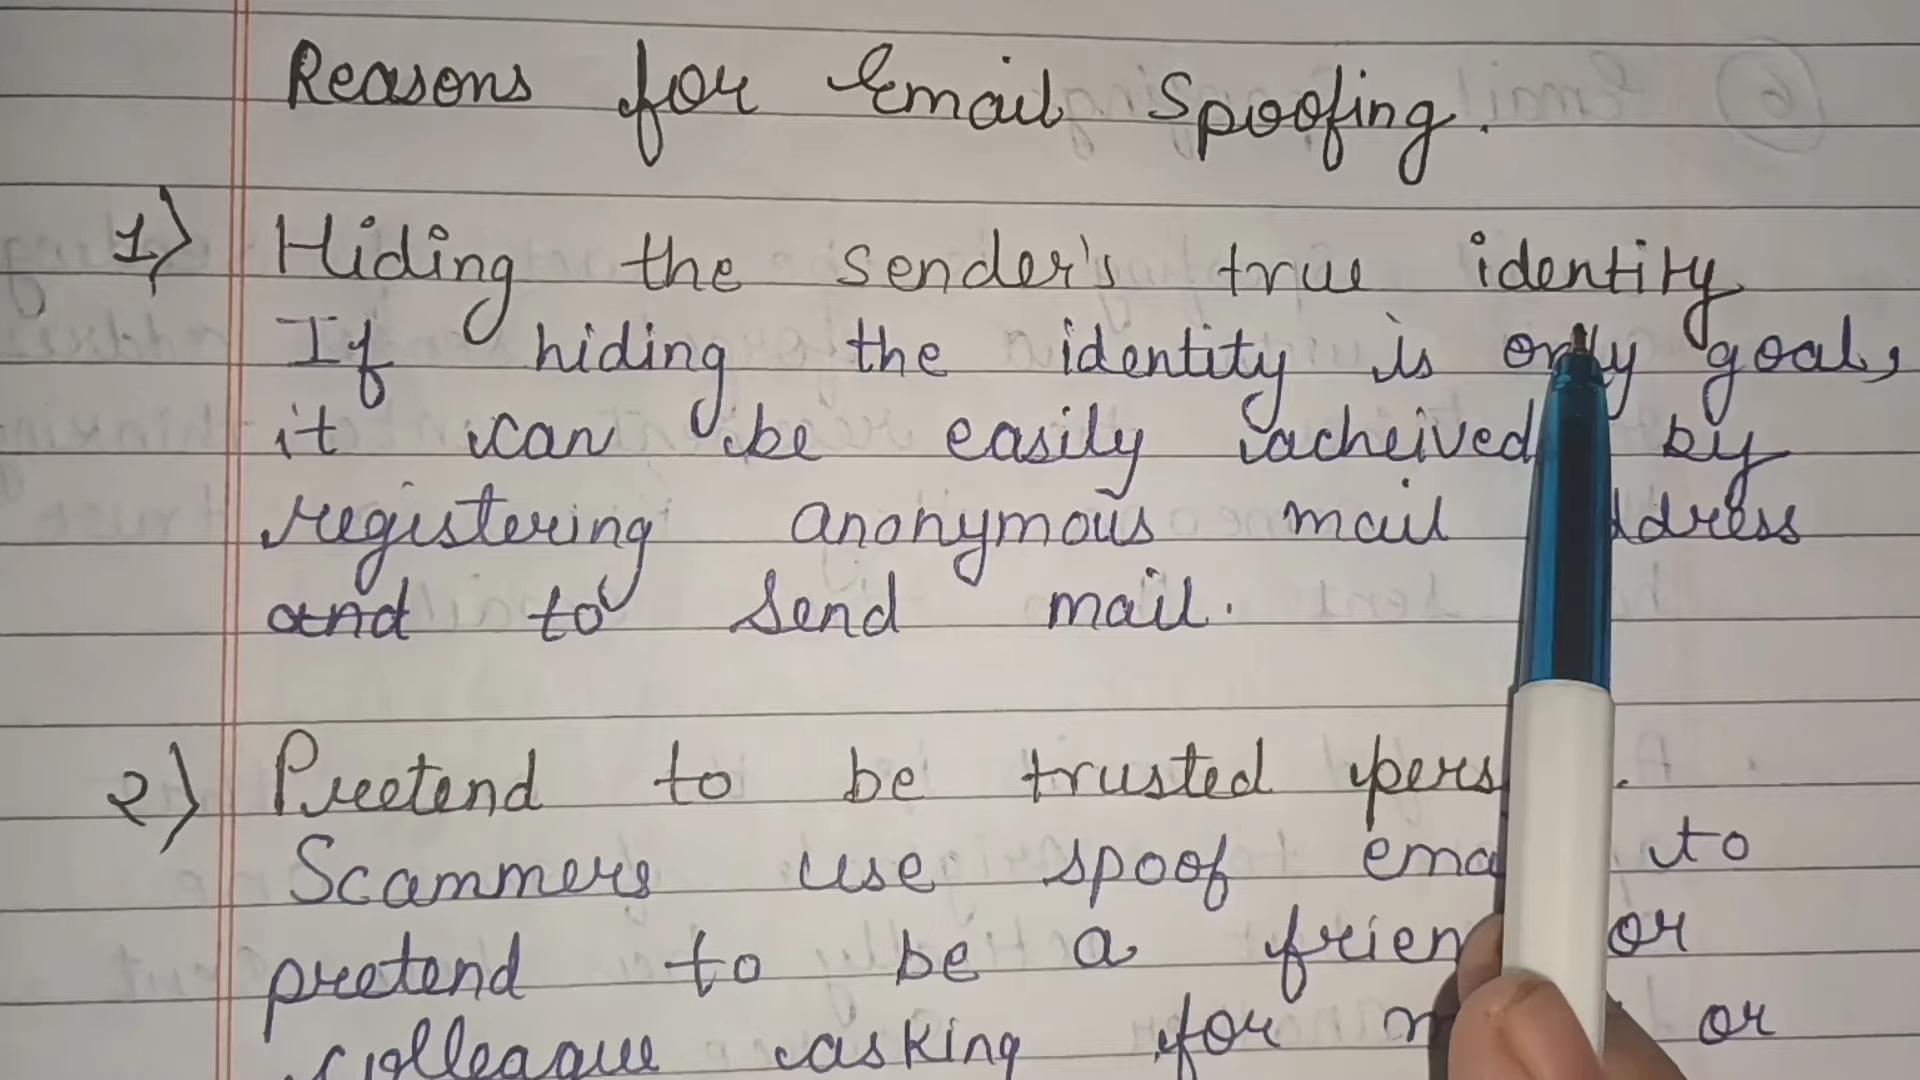 Reasons for Email Spoofing.
1) Hiding the sender's true identity
If hiding the identity is only goal,
it can be easily acheived by
registering anonymous mail
and to send mail.
2) Pretend to be trusted
Scammers use spoof to
pretend to be a or
colleague asking for or